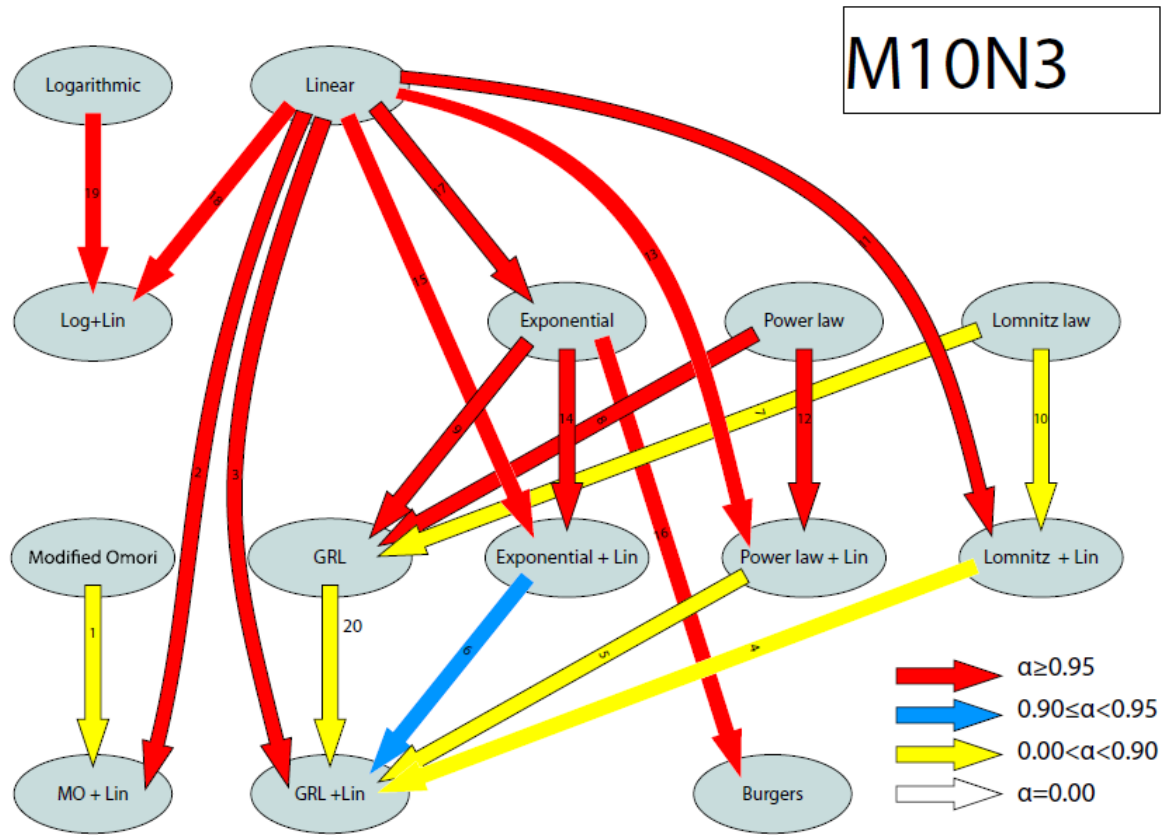 M10N3
Logarithmic
Linear
19
18
17
15
13
11
Log+Lin
Exponential
Power law
Lomnitz law
2
3
9
14
8
12
7
10
16
Modified Omori
GRL
Exponential + Lin
Power law + Lin
Lomnitz + Lin
1
20
6
5
4
MO + Lin
GRL +Lin
Burgers
α≥0.95
0.90≤α<0.95
0.00<α<0.90
α=0.00